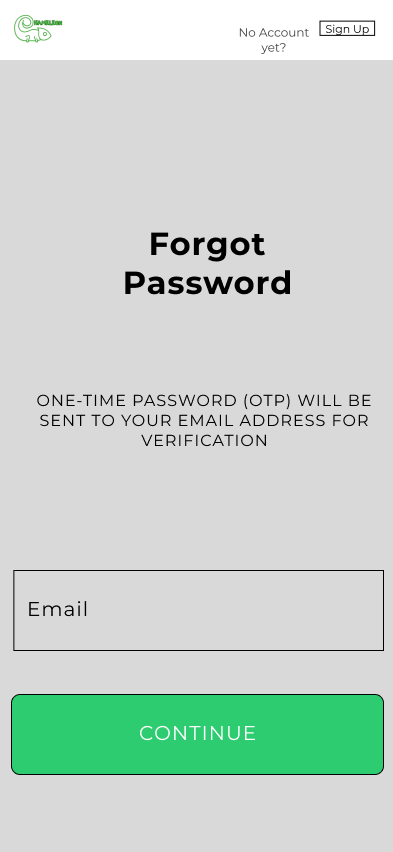 CHAMELEON
No Account
yet?
Sign Up
Forgot
Password
ONE-TIME PASSWORD (OTP) WILL BE
SENT TO YOUR EMAIL ADDRESS FOR
VERIFICATION
Email
CONTINUE